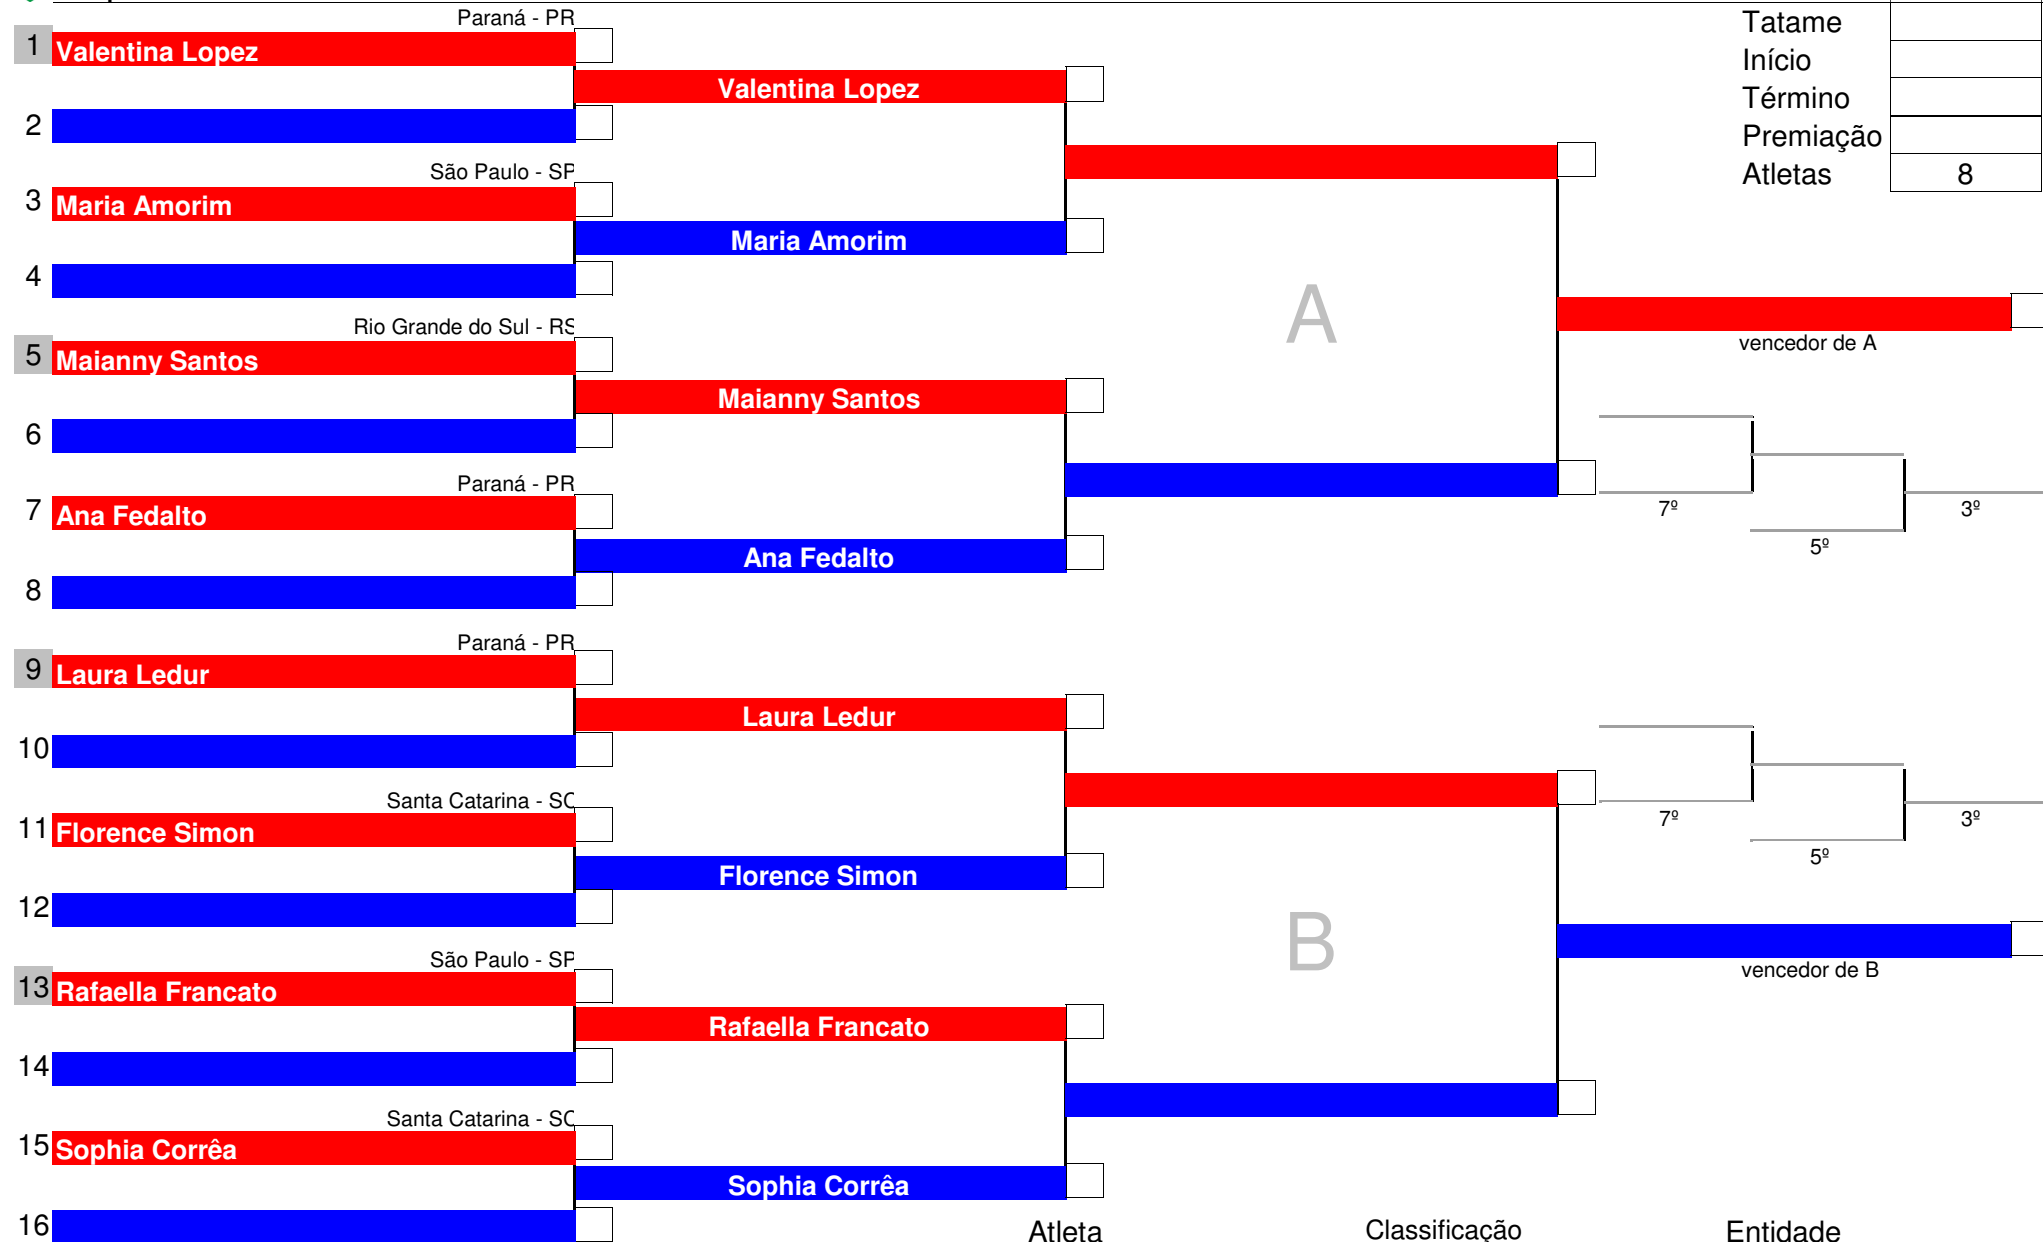 Paraná - PR
1 Valentina Lopez
Valentina Lopez
2
São Paulo - SP
3 Maria Amorim
Maria Amorim
4
Rio Grande do Sul - RS
5 Maianny Santos
Maianny Santos
6
Paraná - PR
7 Ana Fedalto
Ana Fedalto
8
Paraná - PR
9 Laura Ledur
Laura Ledur
10
Santa Catarina - SC
11 Florence Simon
Florence Simon
12
São Paulo - SP
13 Rafaella Francato
Rafaella Francato
14
Santa Catarina - SC
15 Sophia Corrêa
Sophia Corrêa
16
A
B
Tatame
Início
Término
Premiação
Atletas 8
vencedor de A
7º
3º
5º
7º
3º
5º
vencedor de B
Atleta Classificação Entidade